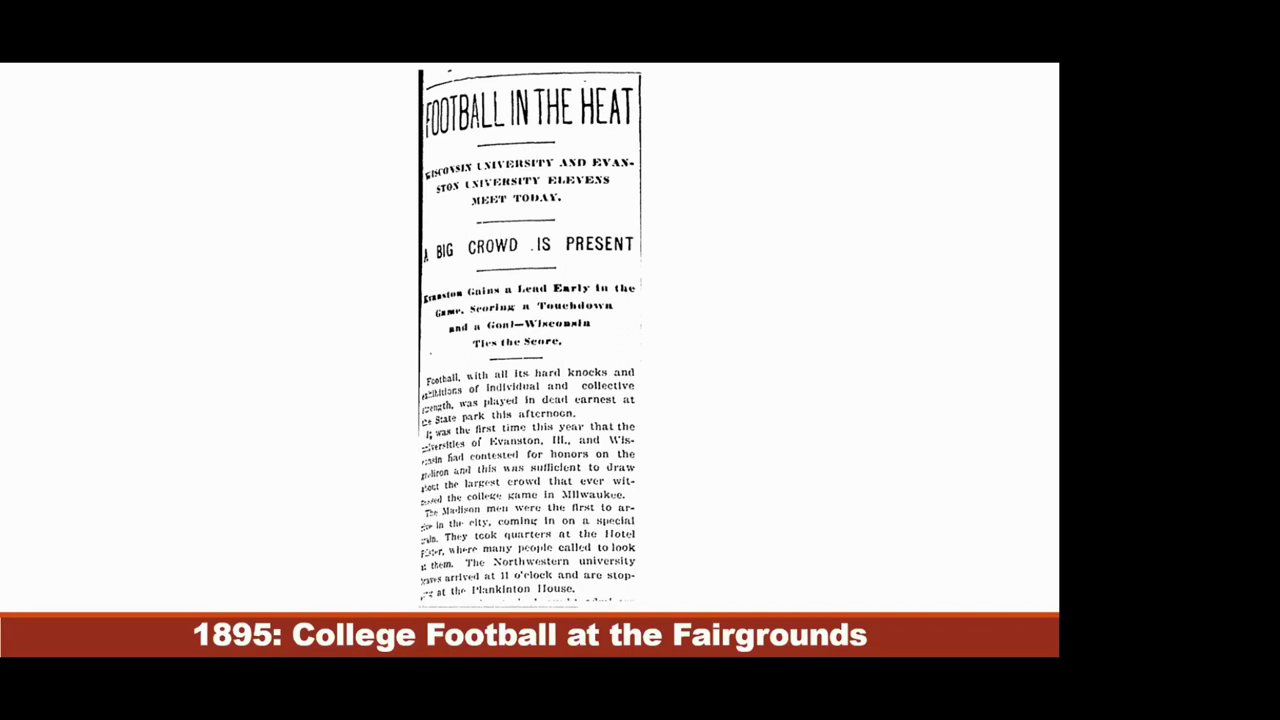 FOOTBALL IN THE HEAT
WISCONSIN UNIVERSITY AND EVAN-
STON UNIVERSITY ELEVENS
MEET TODAY.
A BIG CROWD IS PRESENT
Evanston Gains a Lead Early in the
Game, Scoring a Touchdown
and a Goal—Wisconsin
Ties the Score.
Football, with all its hard knocks and
exhibitions of individual and collective
strength, was played in dead earnest at
the State park this afternoon.
It was the first time this year that the
universities of Evanston, Ill., and Wis-
consin had contested for honors on the
gridiron and this was sufficient to draw
about the largest crowd that ever wit-
nessed the college game in Milwaukee.
The Madison men were the first to ar-
rive in the city, coming in on a special
train. They took quarters at the Hotel
Pfister, where many people called to look
at them. The Northwestern university
braves arrived at 11 o'clock and are stop-
ping at the Plankinton House.
1895: College Football at the Fairgrounds